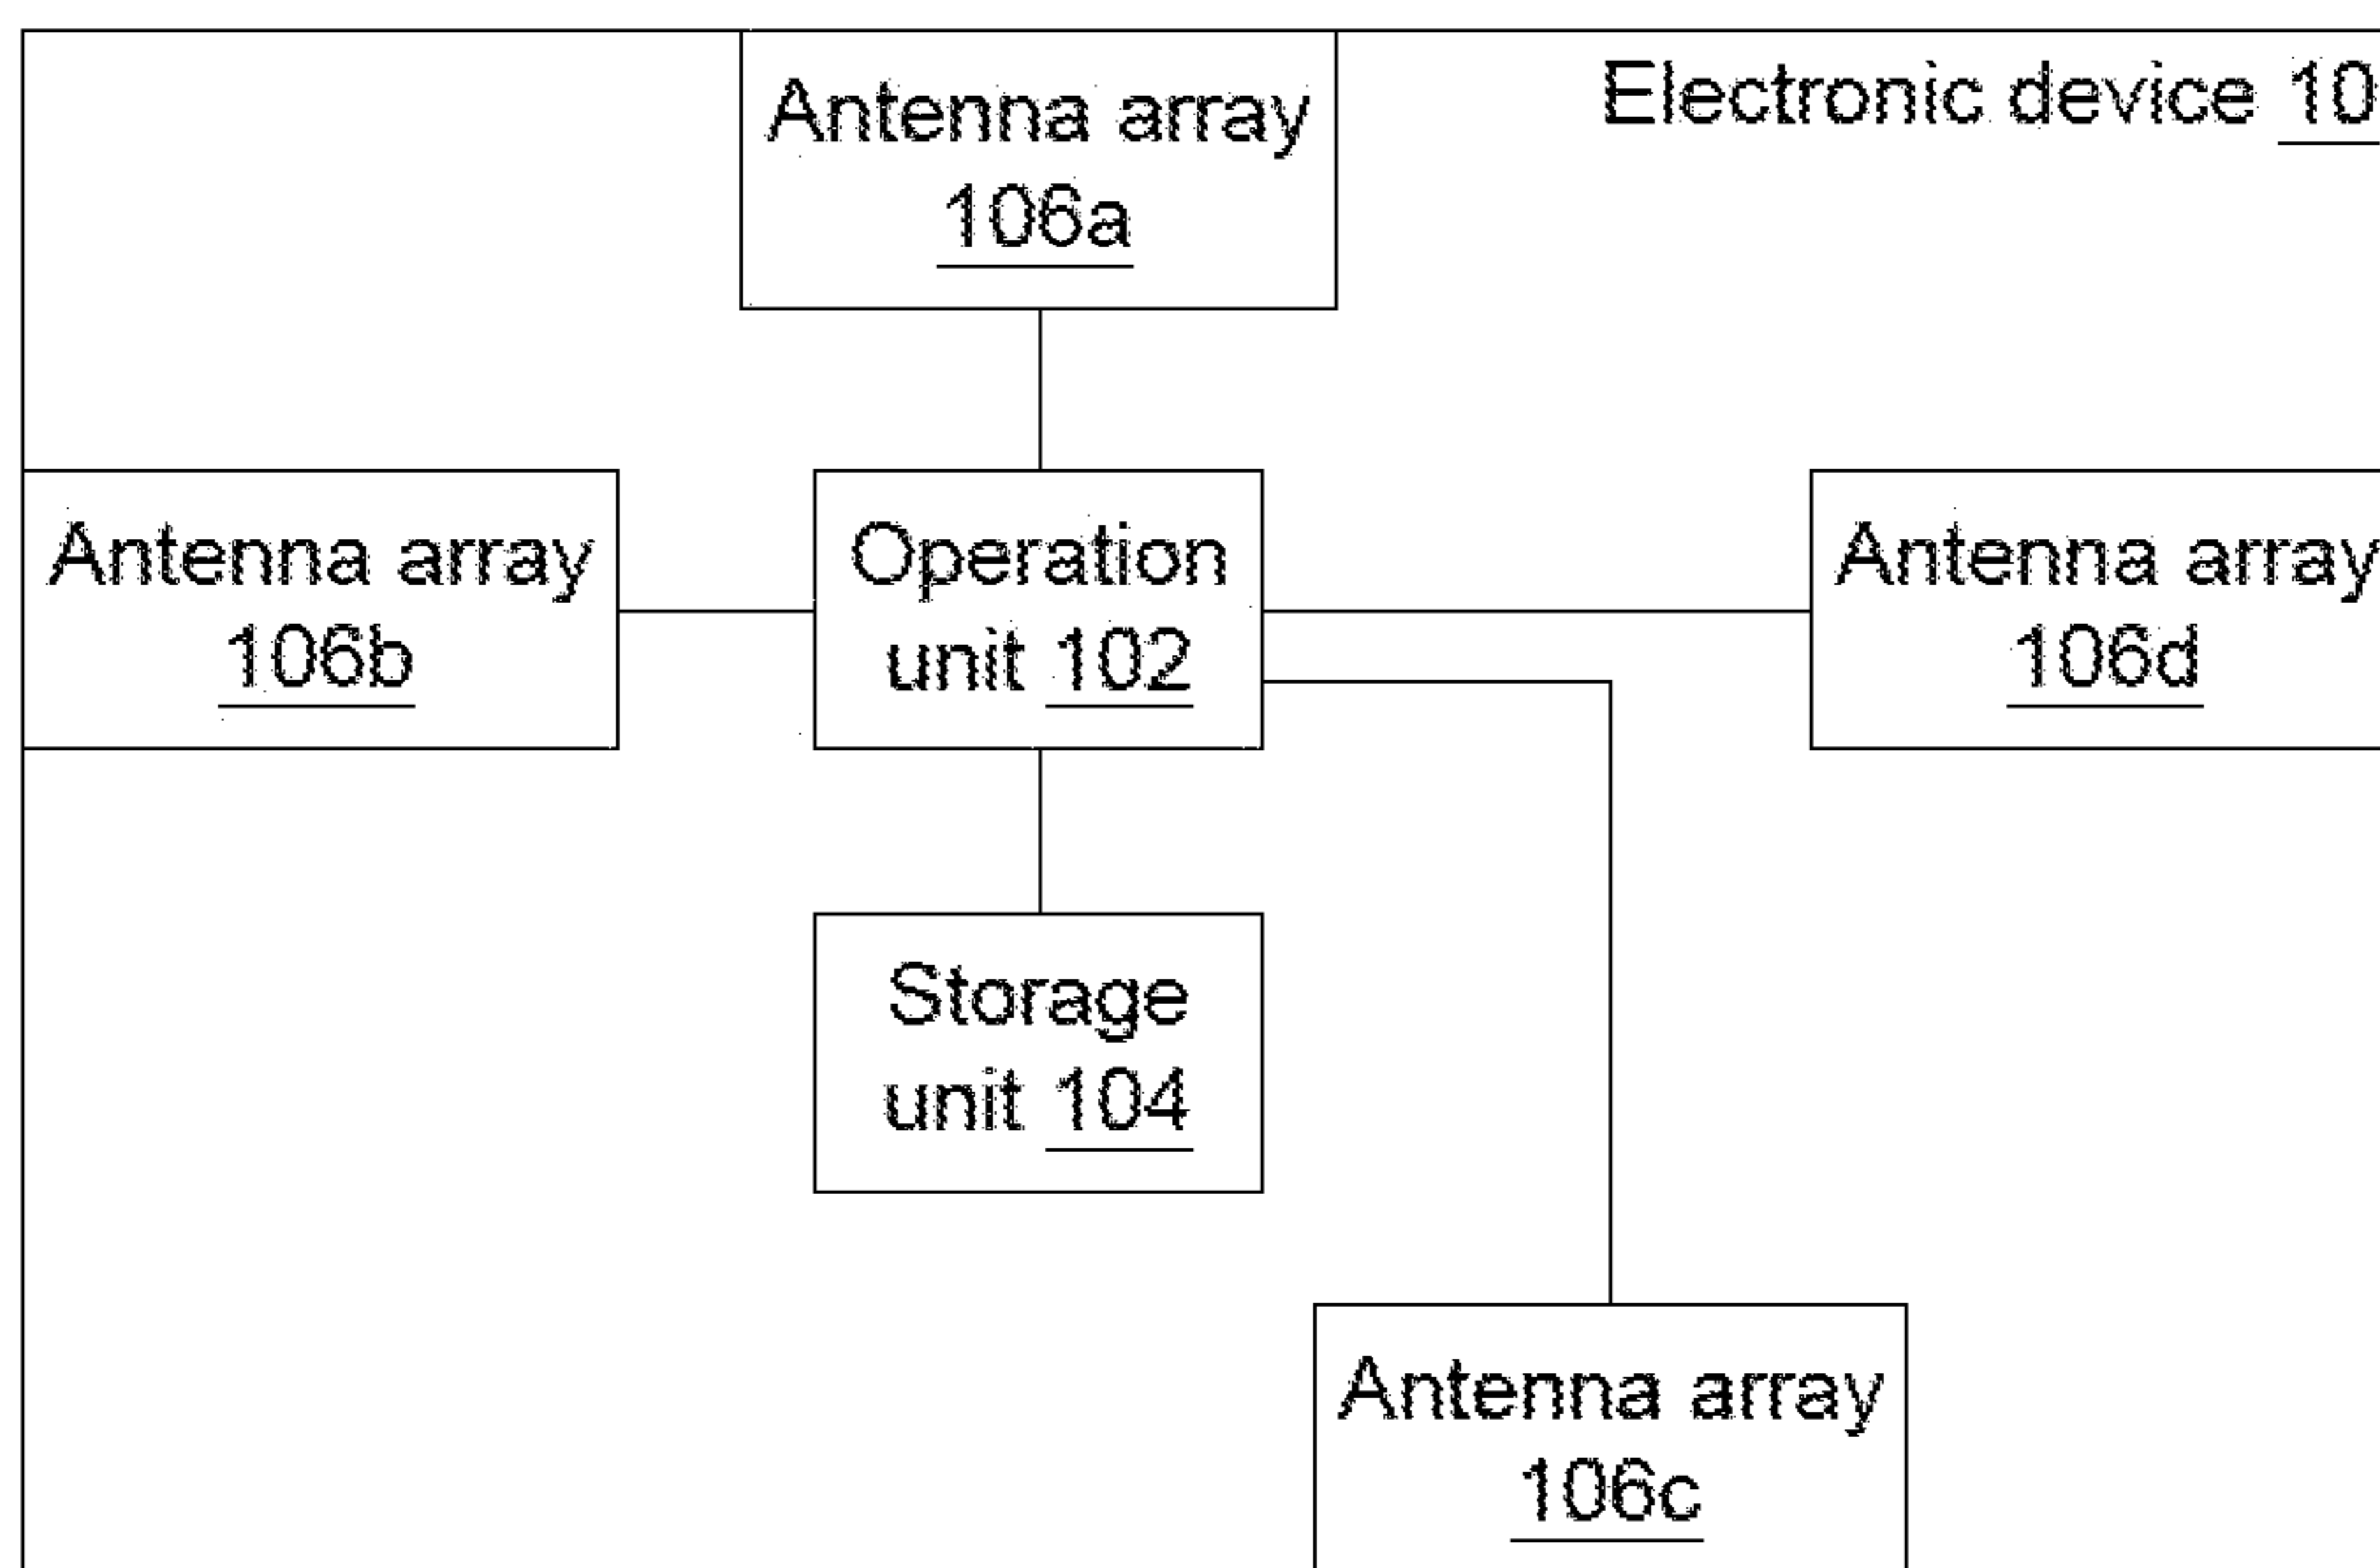 Antenna array
106a
Electronic device 10
Antenna array
106b
Operation
unit 102
Antenna array
106d
Storage
unit 104
Antenna array
106c